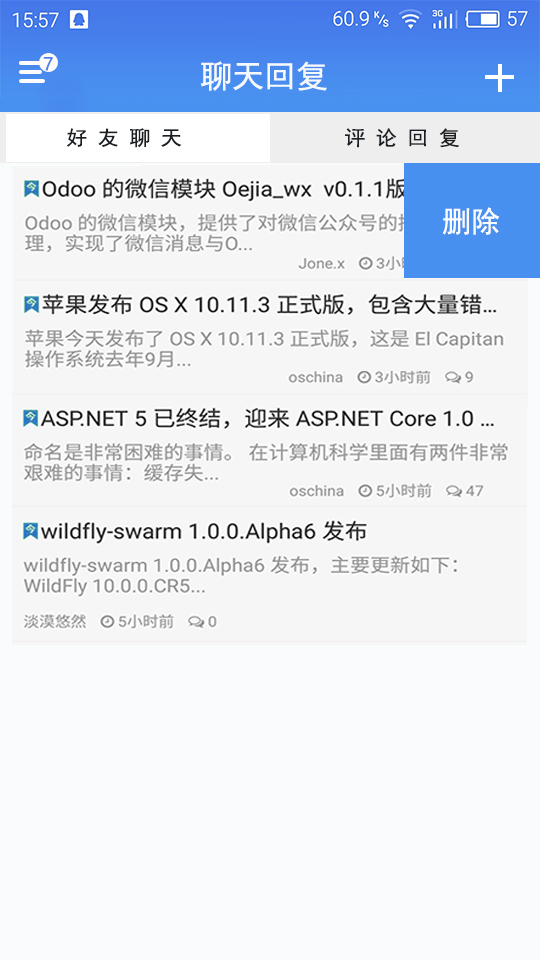 15:57
60.9 K/s
3G
57
7
聊天回复
好友聊天
评论回复
Odoo 的微信模块 Oejia_wx v0.1.1版
Odoo 的微信模块，提供了对微信公众号的
理，实现了微信消息与O...
Jone.x 3小
删除
苹果发布 OS X 10.11.3 正式版，包含大量错...
苹果今天发布了 OS X 10.11.3 正式版，这是 El Capitan
操作系统去年9月...
oschina 3小时前 9
ASP.NET 5 已终结，迎来 ASP.NET Core 1.0 ...
命名是非常困难的事情。 在计算机科学里面有两件非常
艰难的事情：缓存失...
oschina 5小时前 47
wildfly-swarm 1.0.0.Alpha6 发布
wildfly-swarm 1.0.0.Alpha6 发布，主要更新如下：
WildFly 10.0.0.CR5...
淡漠悠然 5小时前 0